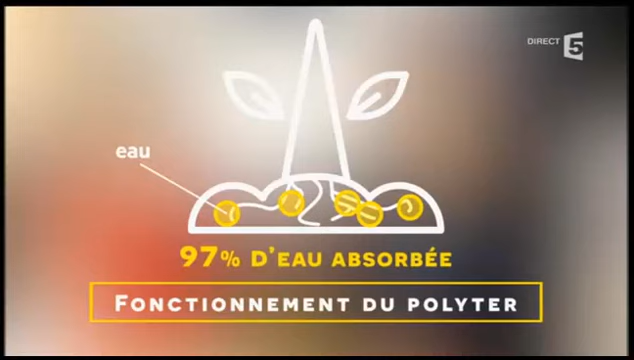 DIRECT 5
eau
97% D'EAU ABSORBÉE
FONCTIONNEMENT DU POLYTER